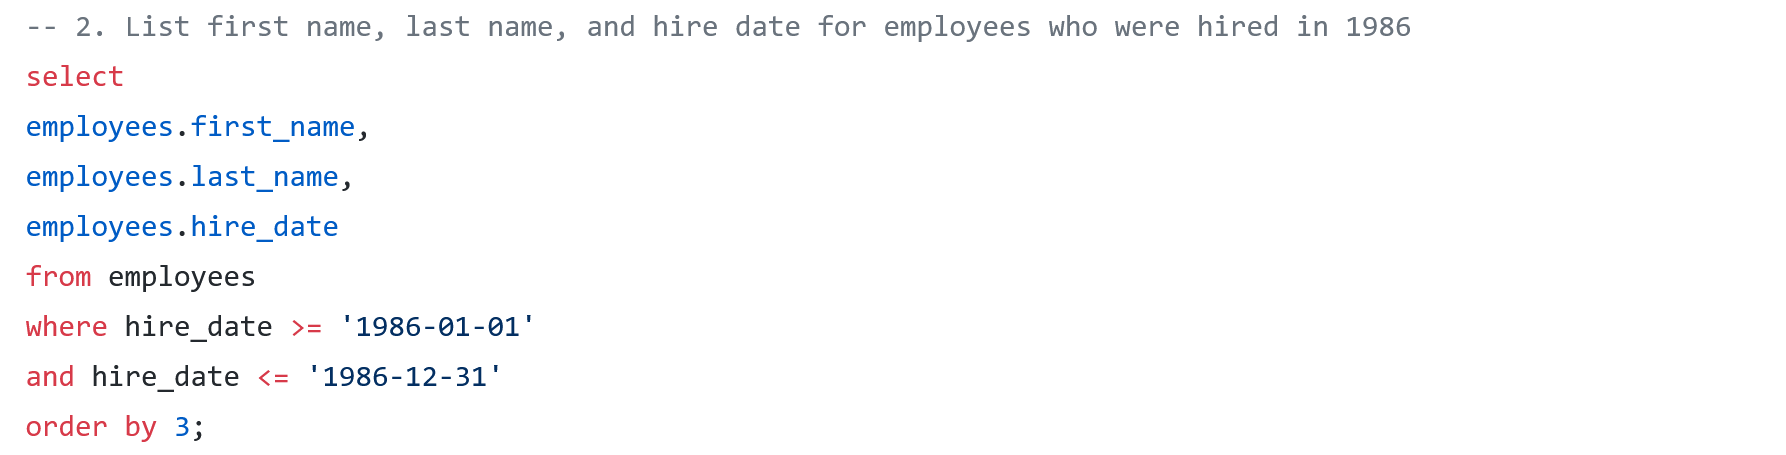 -- 2. List first name, last name, and hire date for employees who were hired in 1986
select
employees.first_name,
employees.last_name,
employees.hire_date
from employees
where hire_date >= '1986-01-01'
and hire_date <= '1986-12-31'
order by 3;